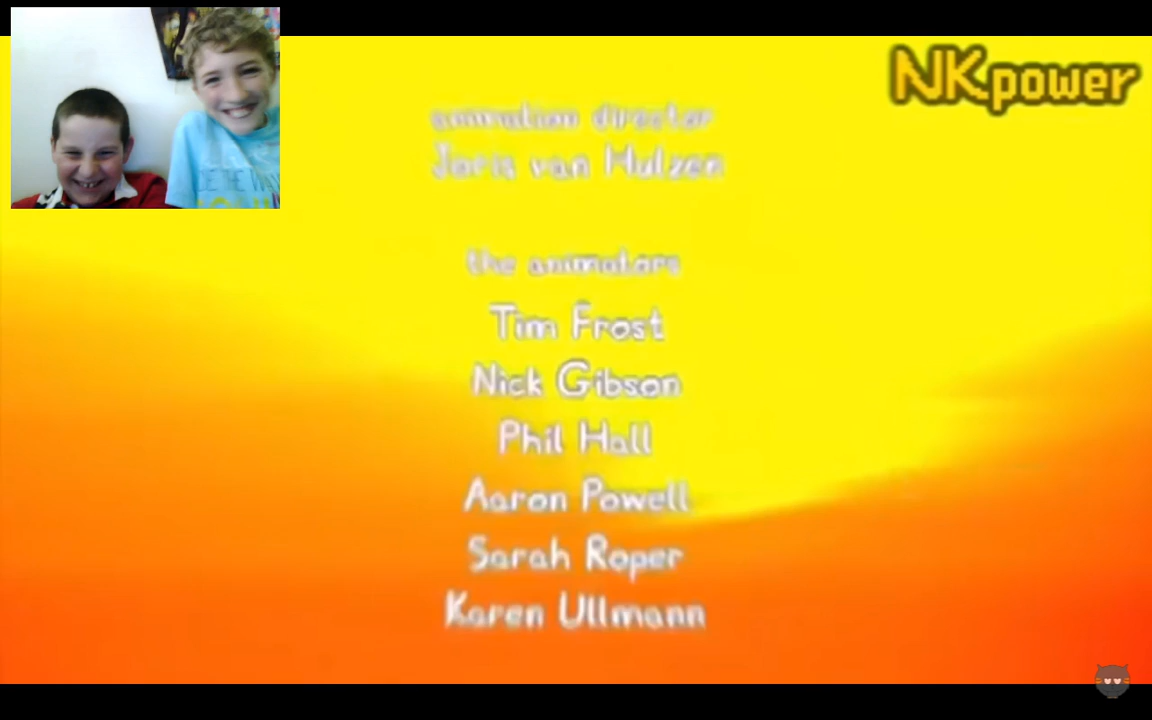 NKpower
animation director
Joris van Hulzen
the animators
Tim Frost
Nick Gibson
Phil Hall
Aaron Powell
Sarah Roper
Karen Ullmann